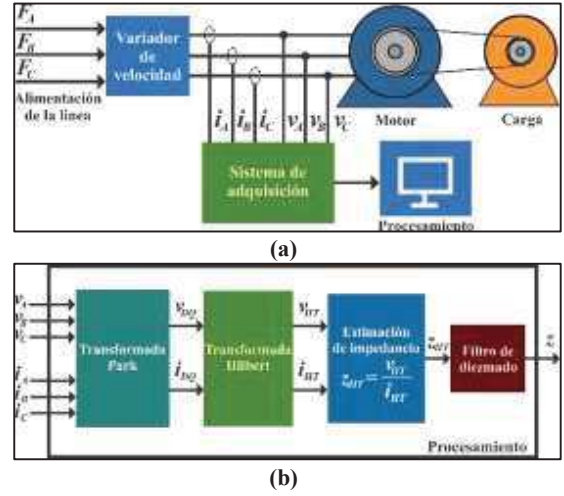 F_A
F_B
F_C
Alimentación
de la linea
Variador
de
velocidad
i_A i_B i_C v_A v_B v_C
Motor
Carga
Sistema de
adquisición
Procesamiento
(a)
v_A
v_B
v_C
i_A
i_B
i_C
Transformada
Park
v_DQ
i_DQ
Transformada
Hilbert
v_HT
i_HT
Estimación
de impedancia
z_HT = v_HT / i_HT
z_HT
Filtro de
diezmado
z
Procesamiento
(b)